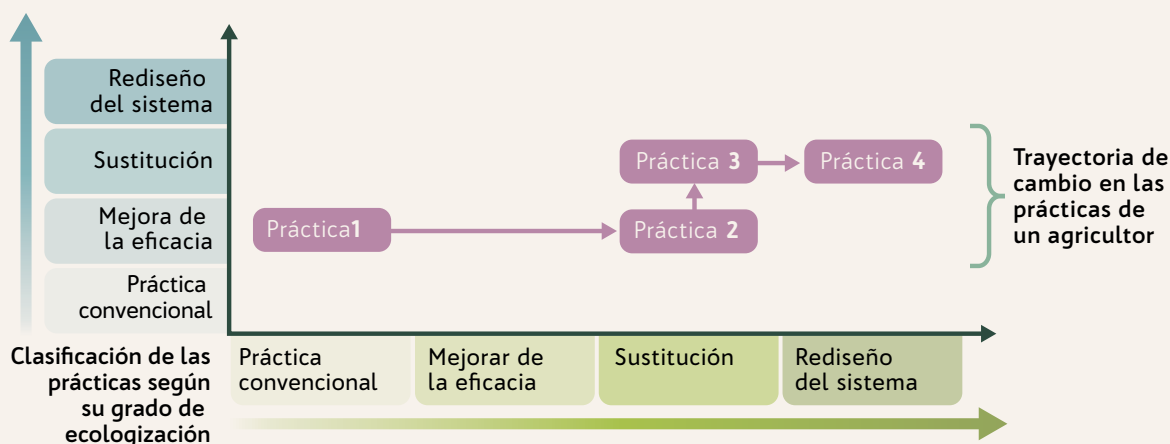 Rediseño
del sistema
Sustitución
Mejora de
la eficacia
Práctica
convencional
Práctica1
Práctica 2
Práctica 3
Práctica 4
Trayectoria de
cambio en las
prácticas de
un agricultor
Clasificación de las
prácticas según
su grado de
ecologización
Práctica
convencional
Mejorar de
la eficacia
Sustitución
Rediseño
del sistema